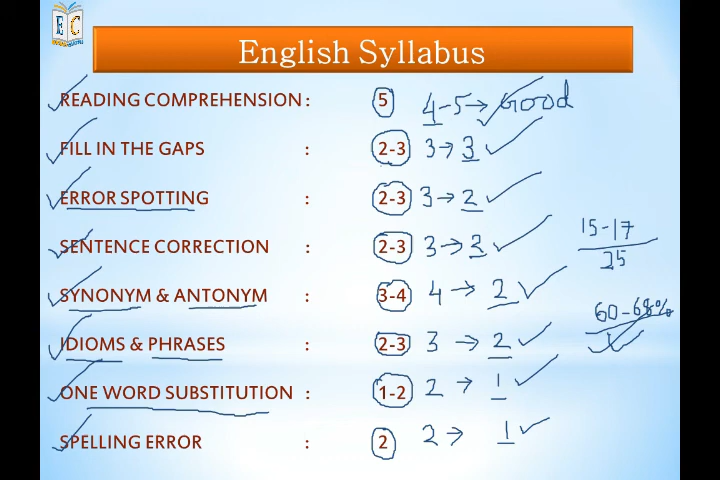 E C
English Syllabus
READING COMPREHENSION : 5 4-5→ Good
FILL IN THE GAPS : 2-3 3→ 3
ERROR SPOTTING : 2-3 3→ 2
SENTENCE CORRECTION : 2-3 3→ 2
15-17
25
SYNONYM & ANTONYM : 3-4 4→ 2
60-68%
IDIOMS & PHRASES : 2-3 3 → 2
ONE WORD SUBSTITUTION : 1-2 2 → 1
SPELLING ERROR : 2 2→ 1